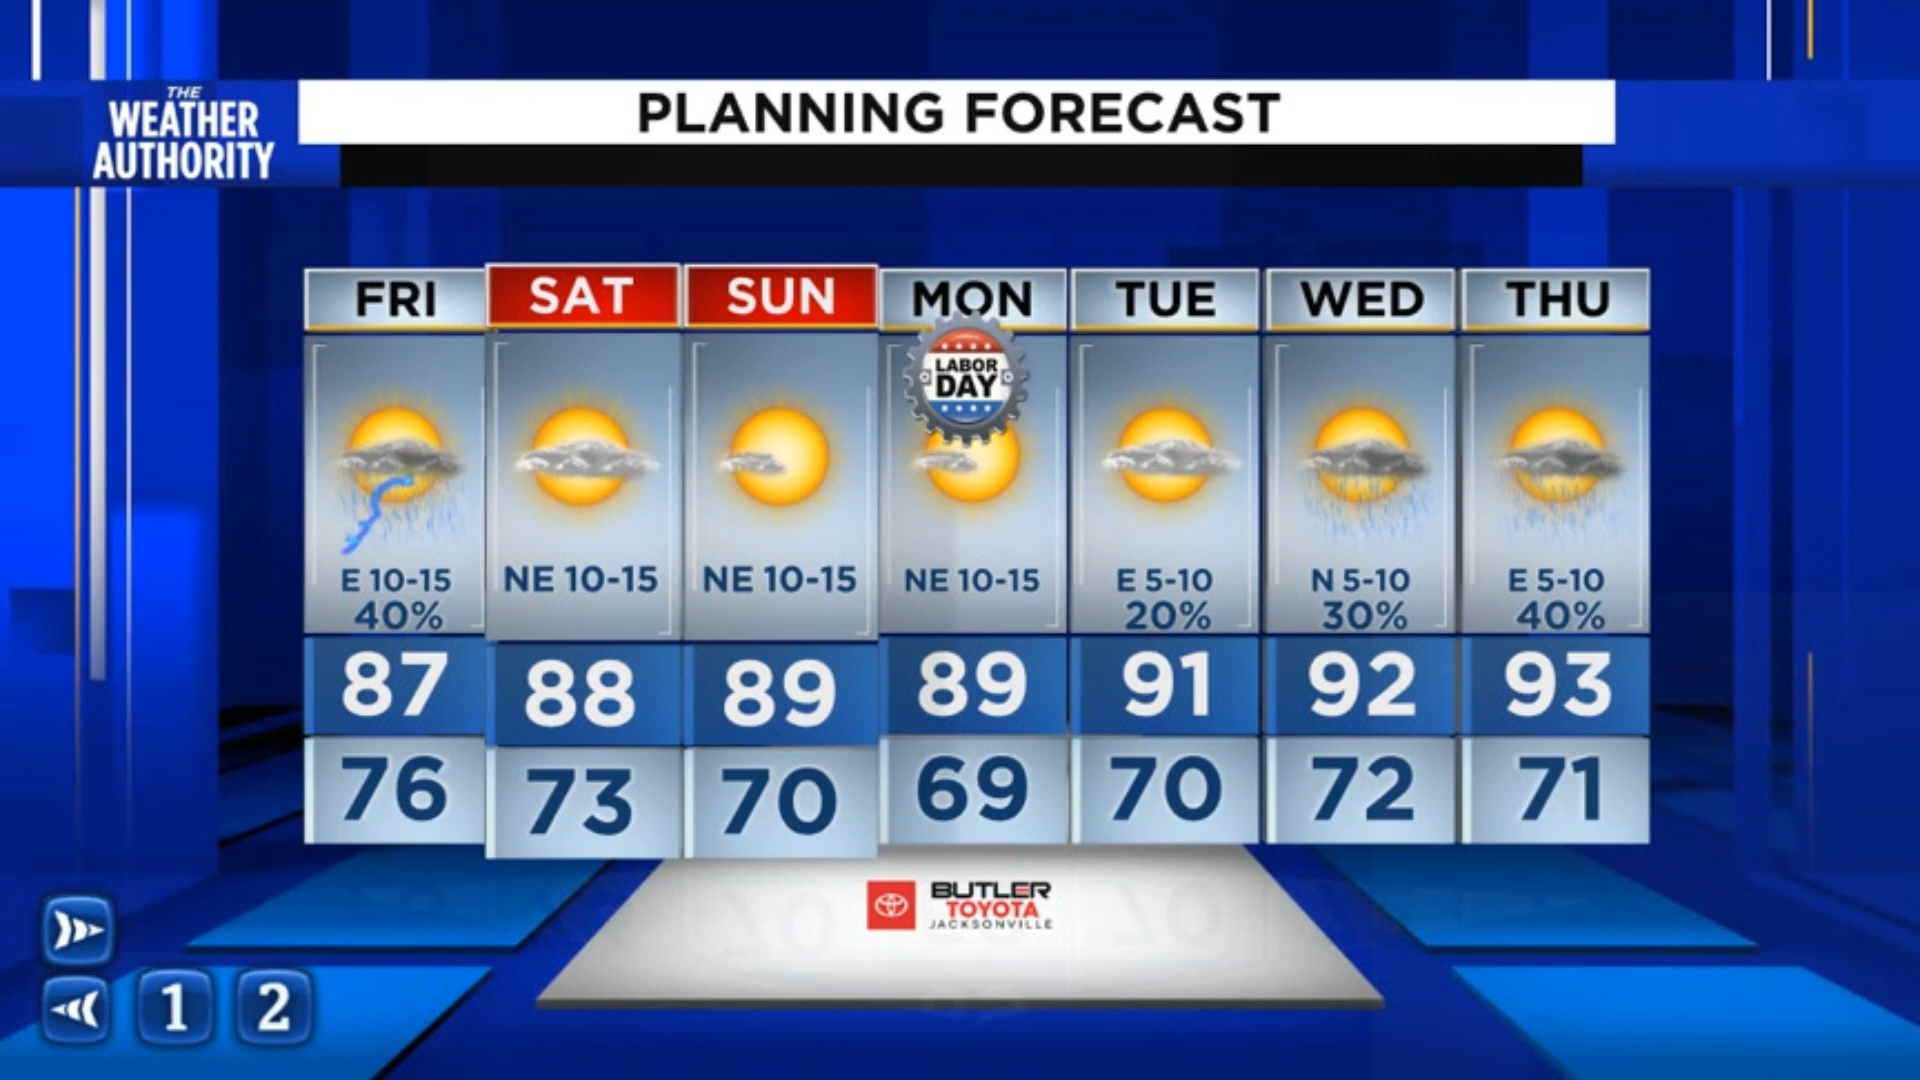 THE
WEATHER
AUTHORITY
PLANNING FORECAST
FRI SAT SUN MON TUE WED THU
LABOR
DAY
E 10-15 NE 10-15 NE 10-15 NE 10-15 E 5-10 N 5-10 E 5-10
40% 20% 30% 40%
87 88 89 89 91 92 93
76 73 70 69 70 72 71
BUTLER
TOYOTA
JACKSONVILLE
1 2